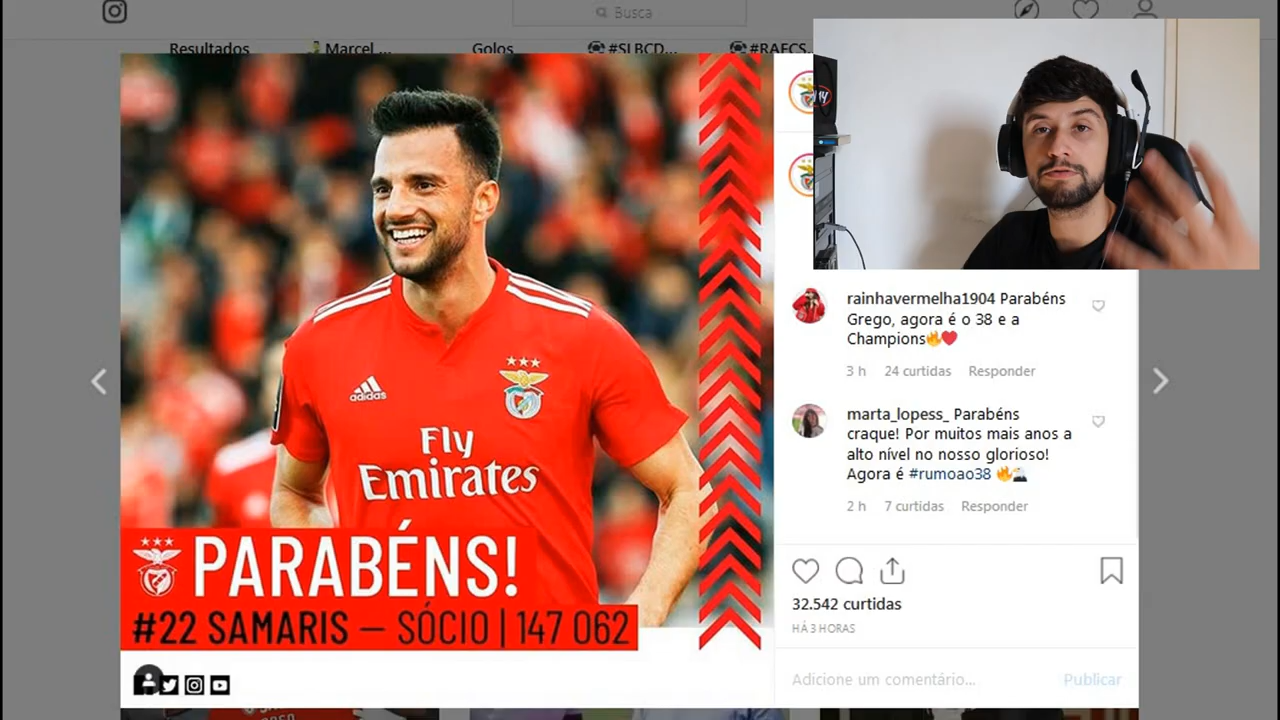 Busca
Resultados
Marcel ...
Golos
#SLBCD...
#RAFCS..
adidas
Fly
Emirates
PARABÉNS!
#22 SAMARIS — SÓCIO | 147 062
rainhavermelha1904 Parabéns
Grego, agora é o 38 e a
Champions🔥❤️
3 h 24 curtidas Responder
marta_lopess_ Parabéns
craque! Por muitos mais anos a
alto nível no nosso glorioso!
Agora é #rumoao38 🔥
2 h 7 curtidas Responder
32.542 curtidas
HÁ 3 HORAS
Adicione um comentário...
Publicar